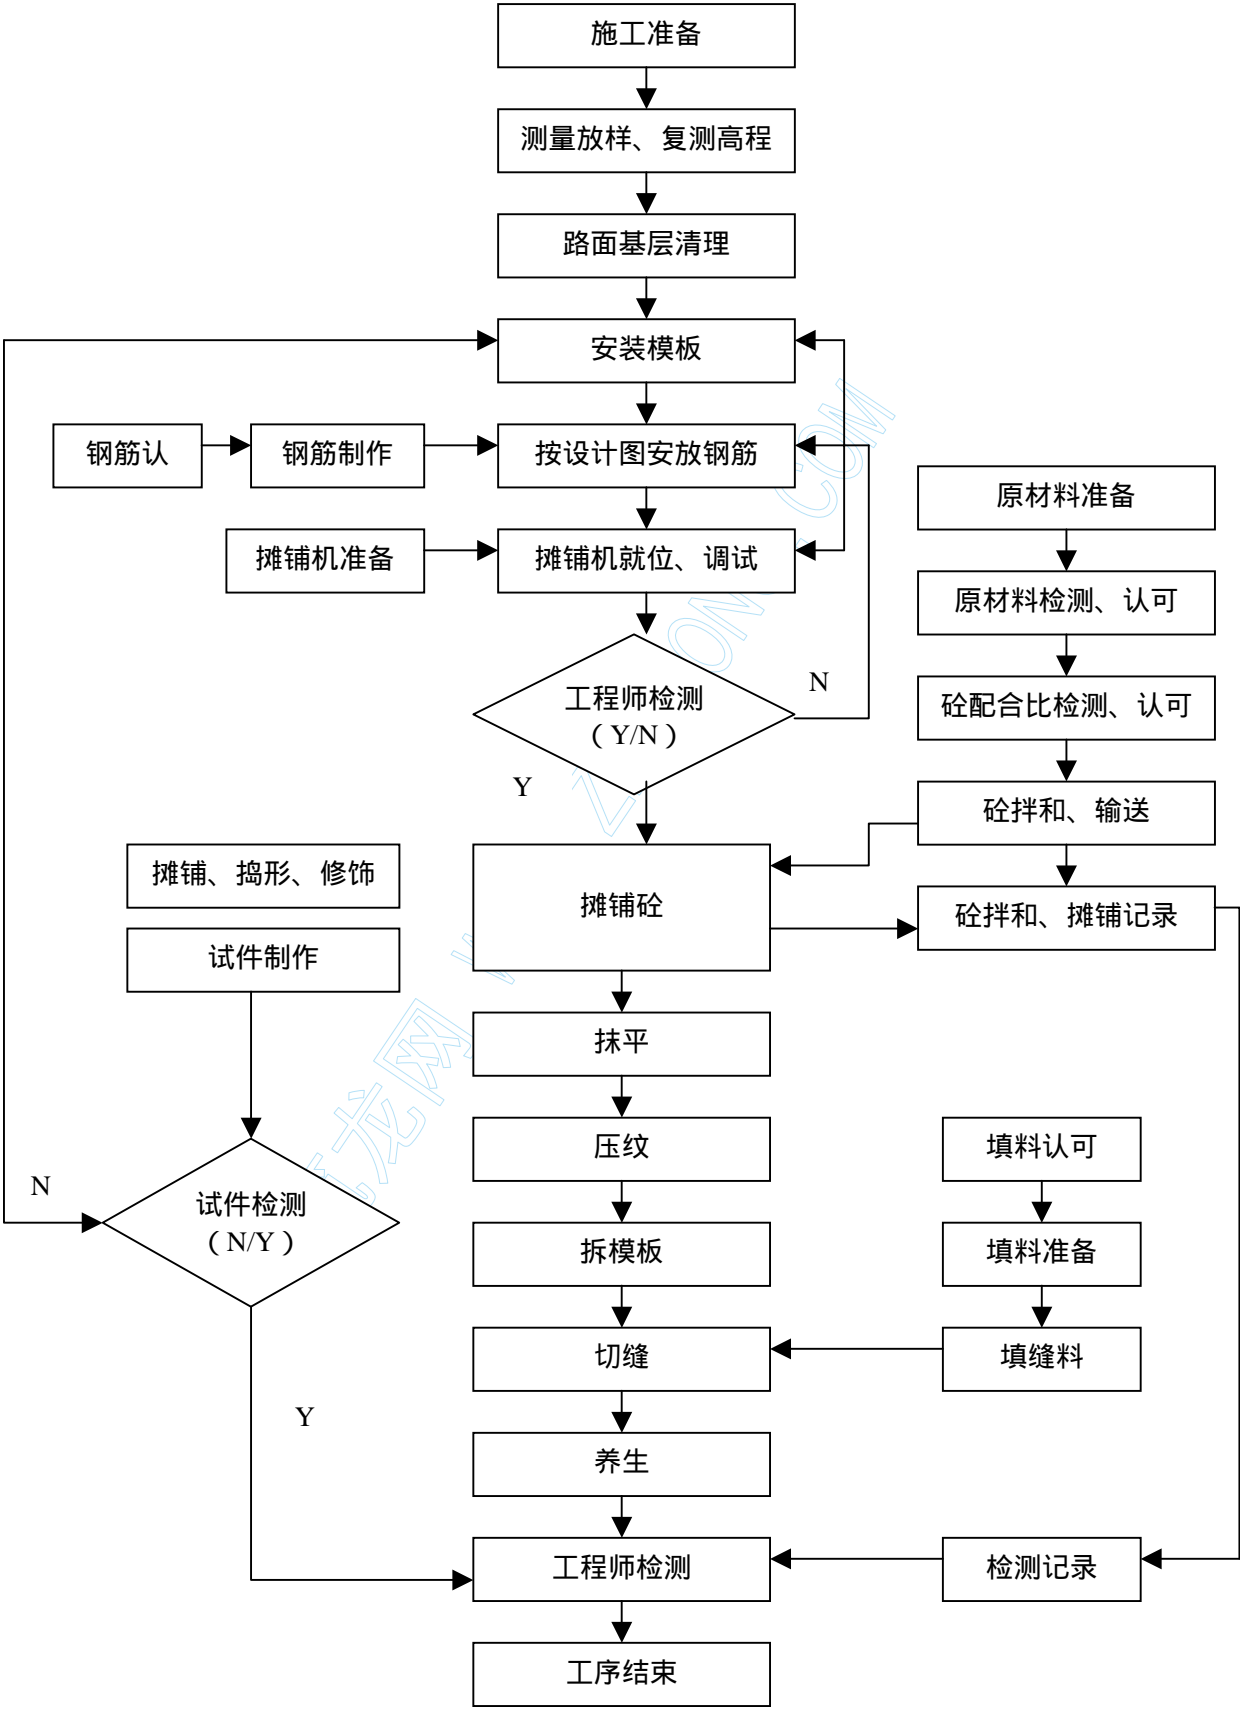 施工准备
测量放样、复测高程
路面基层清理
安装模板
钢筋认
钢筋制作
按设计图安放钢筋
原材料准备
摊铺机准备
摊铺机就位、调试
原材料检测、认可
工程师检测
（Y/N）
N
Y
砼配合比检测、认可
砼拌和、输送
摊铺、捣形、修饰
摊铺砼
砼拌和、摊铺记录
试件制作
抹平
压纹
填料认可
N
试件检测
（N/Y）
Y
拆模板
填料准备
切缝
填缝料
养生
工程师检测
检测记录
工序结束